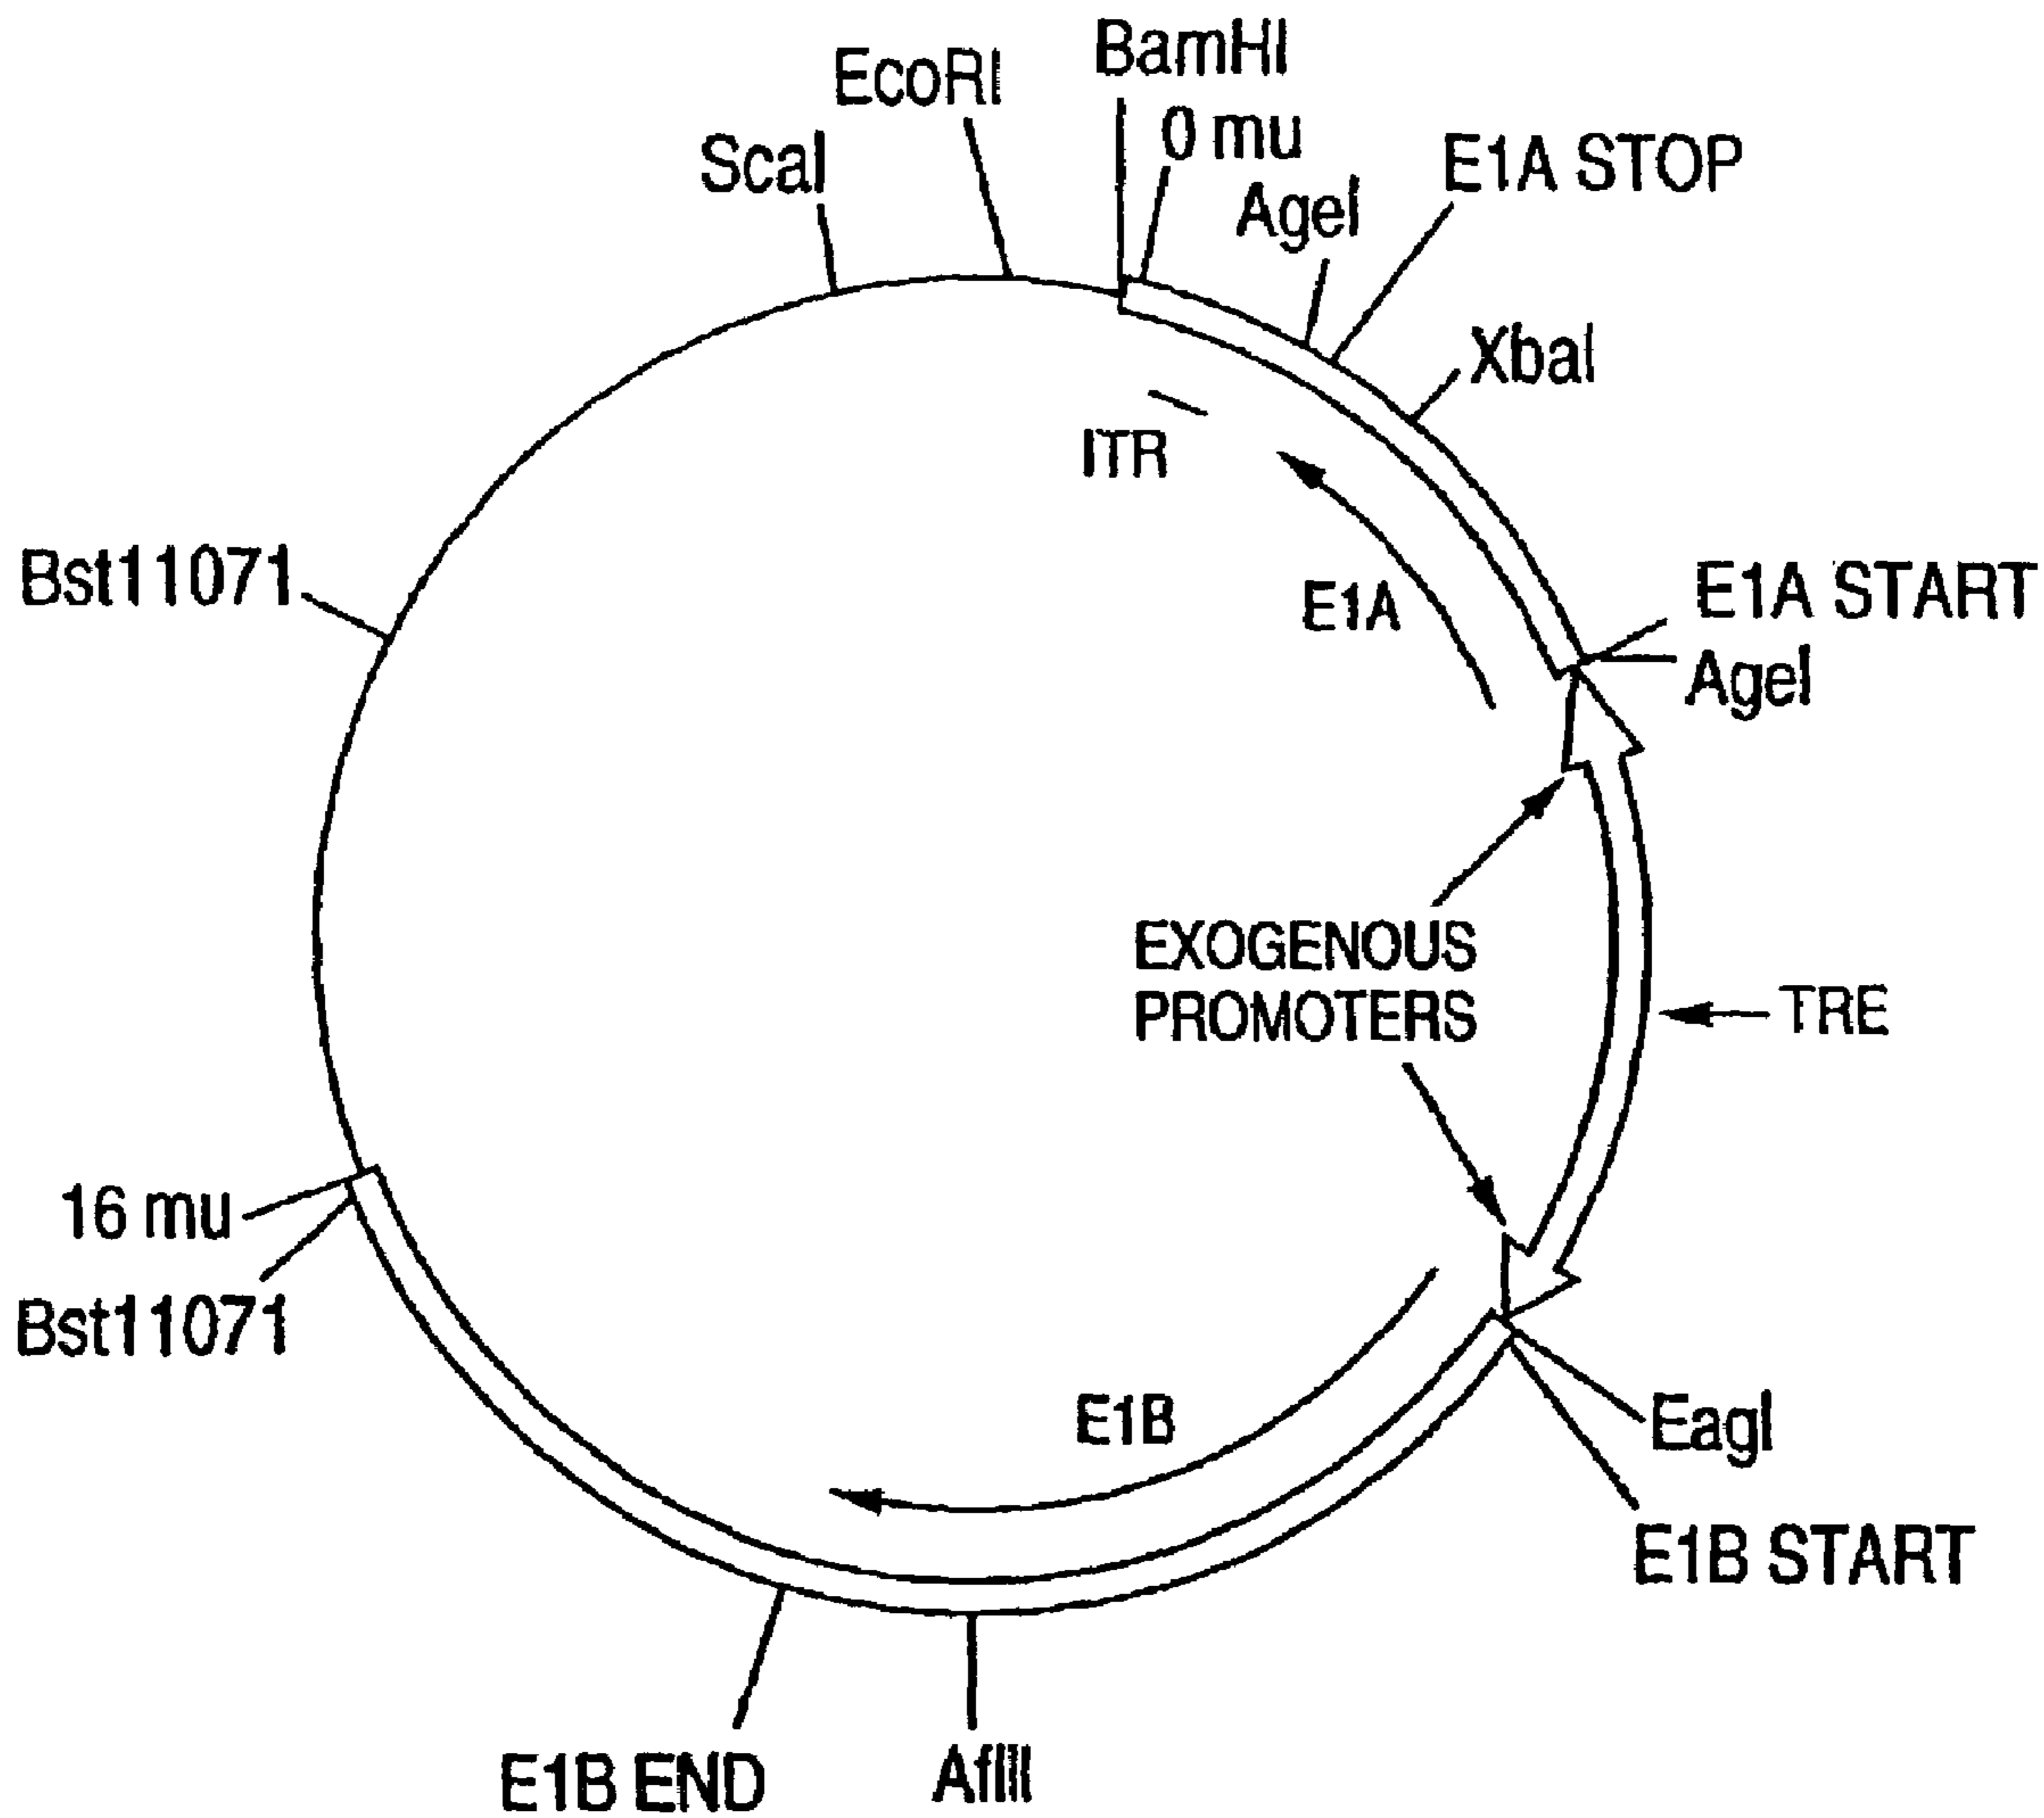 BamHI
EcoRI
0 mu
ScaI
E1A STOP
AgeI
XbaI
ITR
Bst11071
E1A
E1A START
AgeI
EXOGENOUS
PROMOTERS
TRE
16 mu
Bst11071
E1B
EagI
E1B START
E1B END
AflII